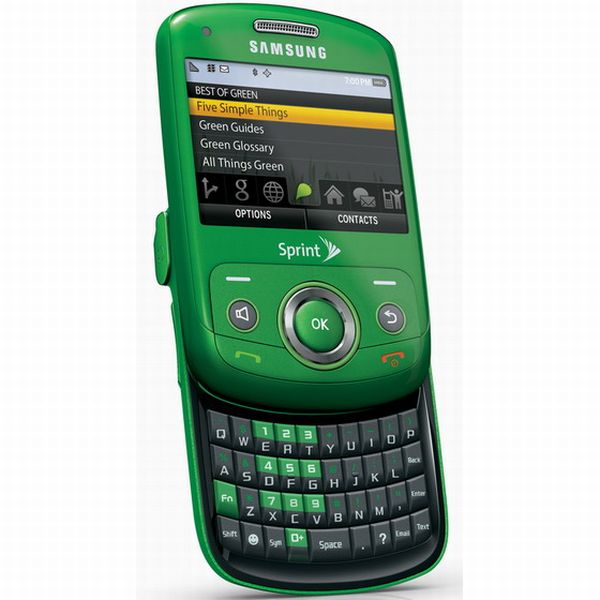 SAMSUNG
7:00 PM
BEST OF GREEN
Five Simple Things
Green Guides
Green Glossary
All Things Green
g
OPTIONS CONTACTS
Sprint
OK
1 2 3
Q W E R T Y U I O P
4 5 6
A S D F G H J K L Back
Fn 7 8 9
Z X C V B N M Enter
Shift Sym 0+ Space . ? Email Text